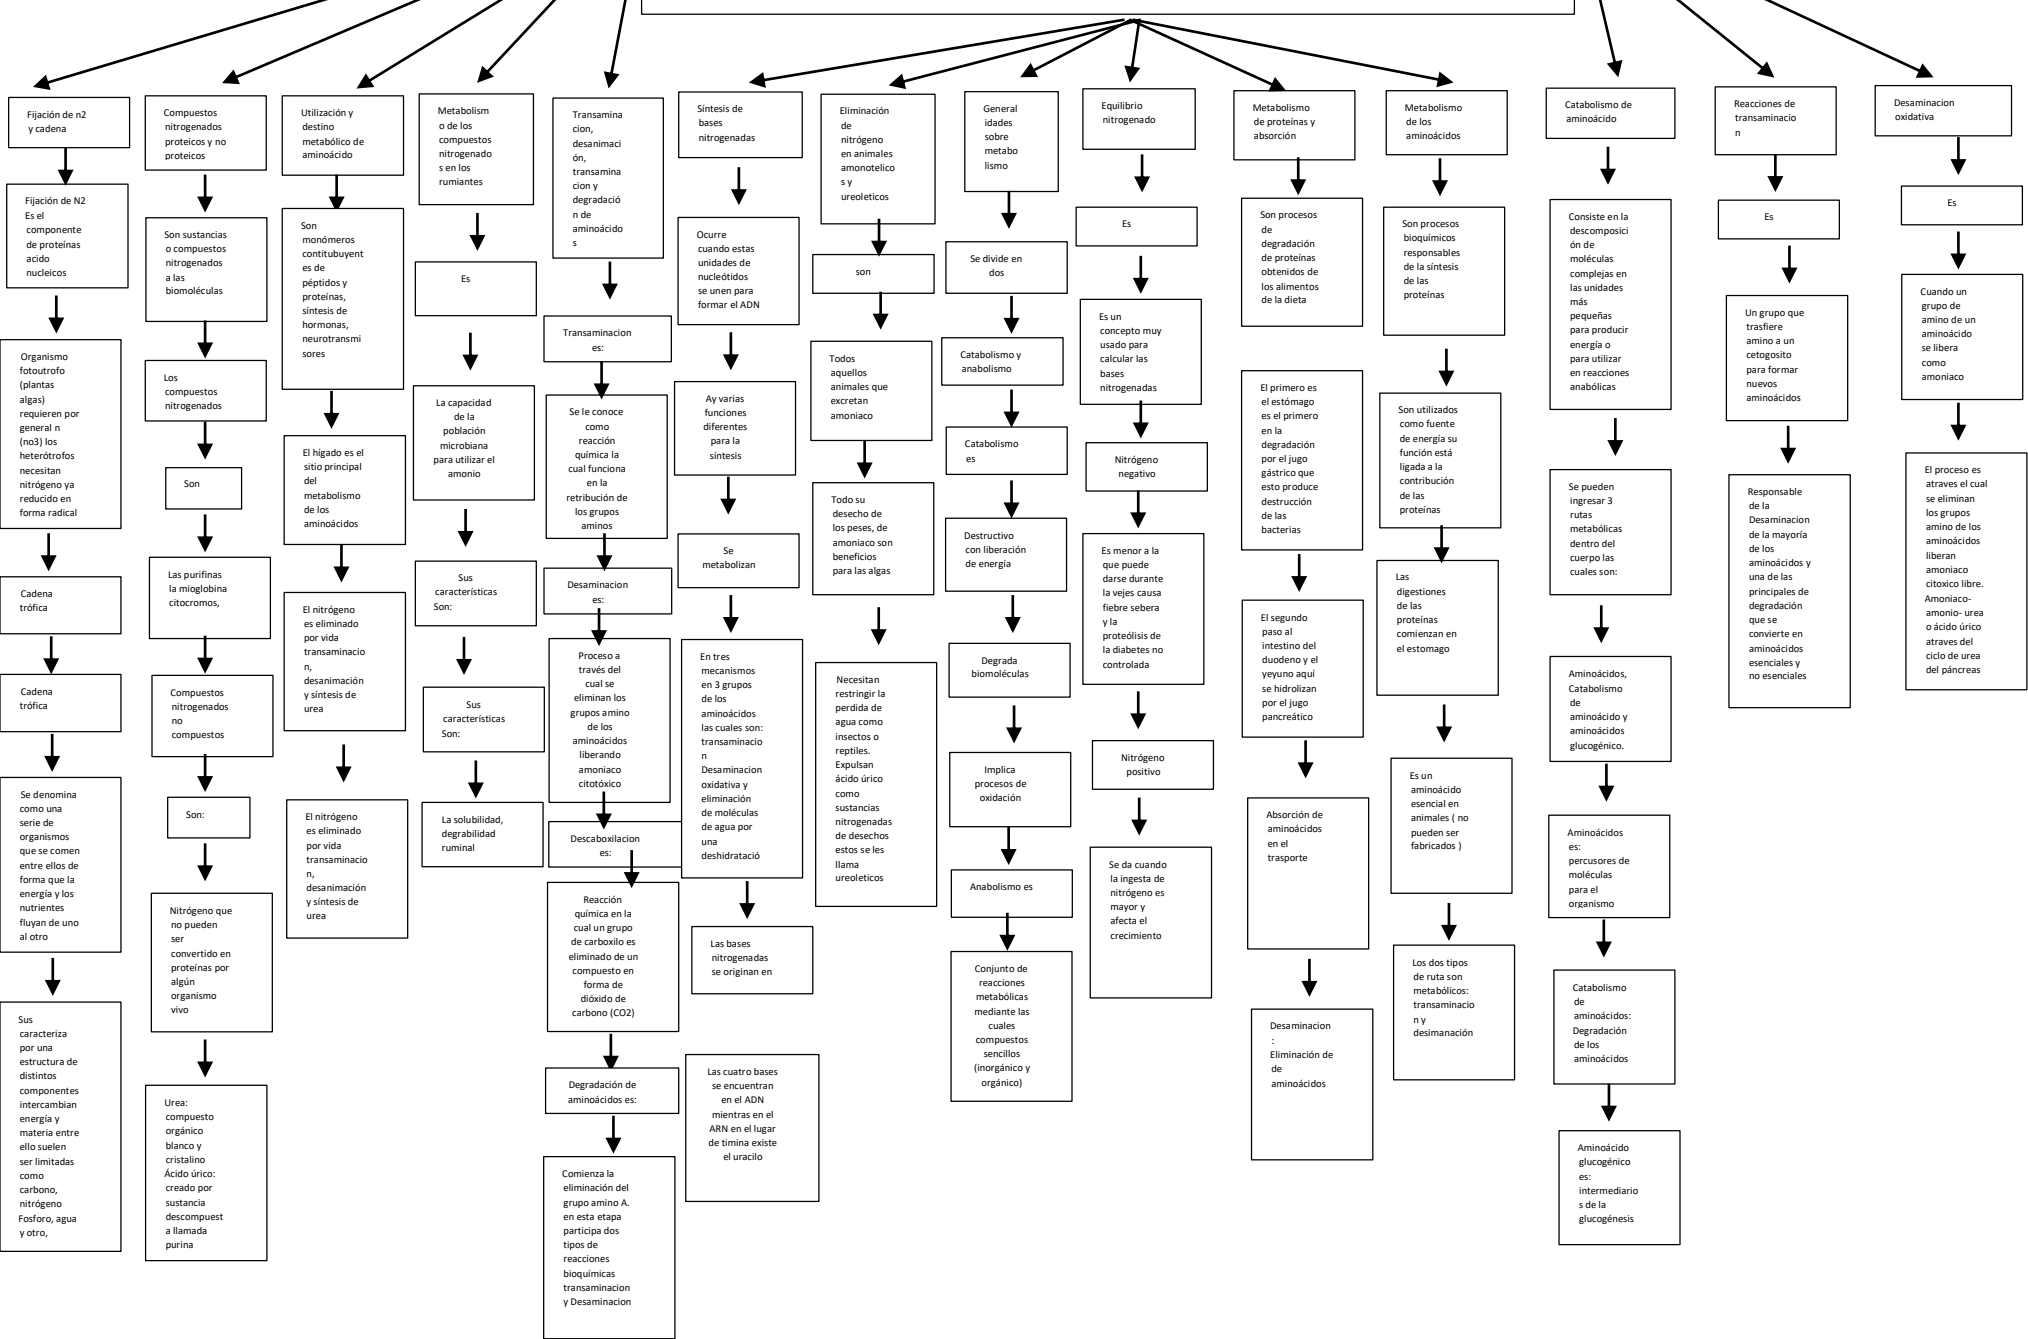 Fijación de n2
y cadena
Fijación de N2
Es el
componente
de proteínas
acido
nucleicos
Organismo
fotoutrofo
(plantas
algas)
requieren por
general n
(no3) los
heterótrofos
necesitan
nitrógeno ya
reducido en
forma radical
Cadena
trófica
Cadena
trófica
Se denomina
como una
serie de
organismos
que se comen
entre ellos de
forma que la
energía y los
nutrientes
fluyan de uno
al otro
Sus
caracteriza
por una
estructura de
distintos
componentes
intercambian
energía y
materia entre
ello suelen
ser limitadas
como
carbono,
nitrógeno
Fosforo, agua
y otro,
Compuestos
nitrogenados
proteicos y no
proteicos
Son sustancias
o compuestos
nitrogenados
a las
biomoléculas
Los
compuestos
nitrogenados
Son
Las purifinas
la mioglobina
citocromos,
Compuestos
nitrogenados
no
compuestos
Son:
Nitrógeno que
no pueden
ser
convertido en
proteínas por
algún
organismo
vivo
Urea:
compuesto
orgánico
blanco y
cristalino
Ácido úrico:
creado por
sustancia
descompuest
a llamada
purina
Utilización y
destino
metabólico de
aminoácido
Son
monómeros
contitubuyent
es de
péptidos y
proteínas,
síntesis de
hormonas,
neurotransmi
sores
El hígado es el
sitio principal
del
metabolismo
de los
aminoácidos
El nitrógeno
es eliminado
por vida
transaminacio
n,
desanimación
y síntesis de
urea
El nitrógeno
es eliminado
por vida
transaminacio
n,
desanimación
y síntesis de
urea
Metabolism
o de los
compuestos
nitrogenado
s en los
rumiantes
Es
La capacidad
de la
población
microbiana
para utilizar el
amonio
Sus
características
Son:
Sus
características
Son:
La solubilidad,
degrabilidad
ruminal
Transamina
cion,
desanimaci
ón,
transamina
cion y
degradació
n de
aminoácido
s
Transaminacion
es:
Se le conoce
como
reacción
química la
cual funciona
en la
retribución de
los grupos
aminos
Desaminacion
es:
Proceso a
través del
cual se
eliminan los
grupos amino
de los
aminoácidos
liberando
amoniaco
citotóxico
Descaboxilacion
es:
Reacción
química en la
cual un grupo
de carboxilo es
eliminado de un
compuesto en
forma de
dióxido de
carbono (CO2)
Degradación de
aminoácidos es:
Comienza la
eliminación del
grupo amino A.
en esta etapa
participa dos
tipos de
reacciones
bioquímicas
transaminacion
y Desaminacion
Síntesis de
bases
nitrogenadas
Ocurre
cuando estas
unidades de
nucleótidos
se unen para
formar el ADN
Ay varias
funciones
diferentes
para la
síntesis
Se
metabolizan
En tres
mecanismos
en 3 grupos
de los
aminoácidos
las cuales son:
transaminacio
n
Desaminacion
oxidativa y
eliminación
de moléculas
de agua por
una
deshidratació
Las bases
nitrogenadas
se originan en
Las cuatro bases
se encuentran
en el ADN
mientras en el
ARN en el lugar
de timina existe
el uracilo
Eliminación
de
nitrógeno
en animales
amonotelico
s y
ureoleticos
son
Todos
aquellos
animales que
excretan
amoniaco
Todo su
desecho de
los peses, de
amoniaco son
beneficios
para las algas
Necesitan
restringir la
perdida de
agua como
insectos o
reptiles.
Expulsan
ácido úrico
como
sustancias
nitrogenadas
de desechos
estos se les
llama
ureoleticos
General
idades
sobre
metabo
lismo
Se divide en
dos
Catabolismo y
anabolismo
Catabolismo
es
Destructivo
con liberación
de energía
Degrada
biomoléculas
Implica
procesos de
oxidación
Anabolismo es
Conjunto de
reacciones
metabólicas
mediante las
cuales
compuestos
sencillos
(inorgánico y
orgánico)
Equilibrio
nitrogenado
Es
Es un
concepto muy
usado para
calcular las
bases
nitrogenadas
Nitrógeno
negativo
Es menor a la
que puede
darse durante
la vejes causa
fiebre sebera
y la
proteólisis de
la diabetes no
controlada
Nitrógeno
positivo
Se da cuando
la ingesta de
nitrógeno es
mayor y
afecta el
crecimiento
Metabolismo
de proteínas y
absorción
Son procesos
de
degradación
de proteínas
obtenidos de
los alimentos
de la dieta
El primero es
el estómago
es el primero
en la
degradación
por el jugo
gástrico que
esto produce
destrucción
de las
bacterias
El segundo
paso al
intestino del
duodeno y el
yeyuno aquí
se hidrolizan
por el jugo
pancreático
Absorción de
aminoácidos
en el
trasporte
Desaminacion
:
Eliminación de
de
aminoácidos
Metabolismo
de los
aminoácidos
Son procesos
bioquímicos
responsables
de la síntesis
de las
proteínas
Son utilizados
como fuente
de energía su
función está
ligada a la
contribución
de las
proteínas
Las
digestiones
de las
proteínas
comienzan en
el estomago
Es un
aminoácido
esencial en
animales ( no
pueden ser
fabricados )
Los dos tipos
de ruta son
metabólicos:
transaminacio
n y
desimanación
Catabolismo de
aminoácido
Consiste en la
descomposici
ón de
moléculas
complejas en
las unidades
más
pequeñas
para producir
energía o
para utilizar
en reacciones
anabólicas
Se pueden
ingresar 3
rutas
metabólicas
dentro del
cuerpo las
cuales son:
Aminoácidos,
Catabolismo
de
aminoácido y
aminoácidos
glucogénico.
Aminoácidos
es:
percusores de
moléculas
para el
organismo
Catabolismo
de
aminoácidos:
Degradación
de los
aminoácidos
Aminoácido
glucogénico
es:
intermediario
s de la
glucogénesis
Reacciones de
transaminacio
n
Es
Un grupo que
trasfiere
amino a un
cetogosito
para formar
nuevos
aminoácidos
Responsable
de la
Desaminacion
de la mayoría
de los
aminoácidos y
una de las
principales de
degradación
que se
convierte en
aminoácidos
esenciales y
no esenciales
Desaminacion
oxidativa
Es
Cuando un
grupo de
amino de un
aminoácido
se libera
como
amoniaco
El proceso es
atraves el cual
se eliminan
los grupos
amino de los
aminoácidos
liberan
amoniaco
citoxico libre.
Amoniaco-
amonio- urea
o ácido úrico
atraves del
ciclo de urea
del páncreas